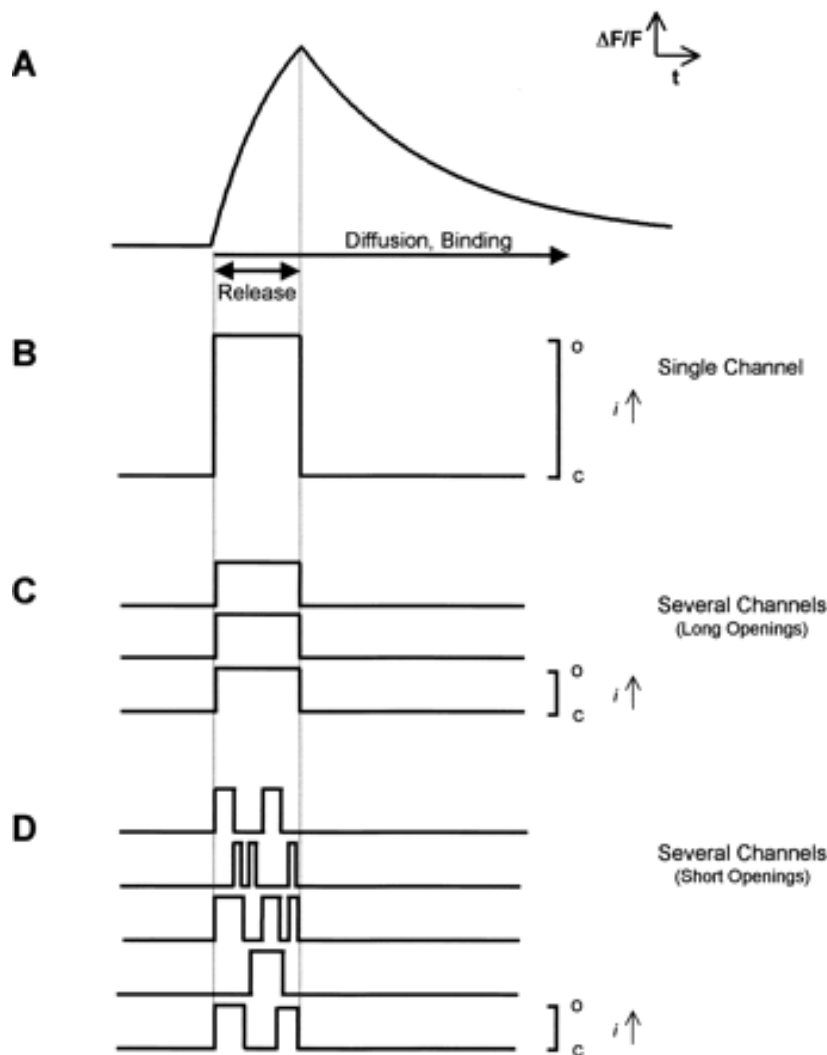 A
ΔF/F
t
Diffusion, Binding
Release
B
o
Single Channel
i
c
C
Several Channels
(Long Openings)
o
i
c
D
Several Channels
(Short Openings)
o
i
c